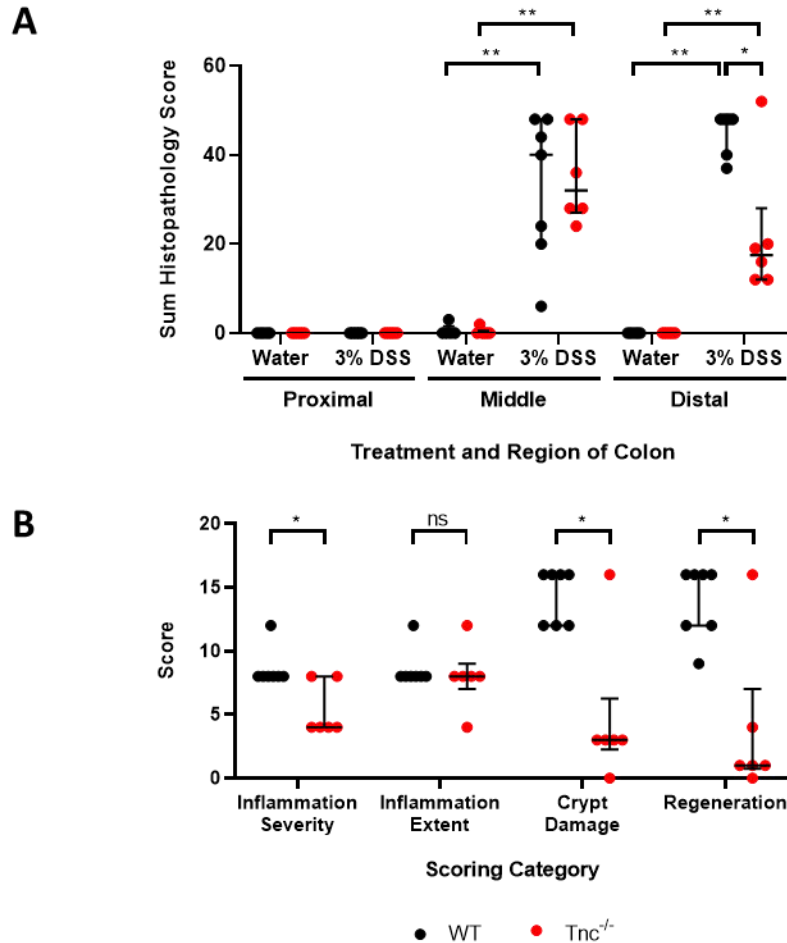 A
** **
** ** *
Sum Histopathology Score
60
40
20
0
Water 3% DSS Water 3% DSS Water 3% DSS
Proximal Middle Distal
Treatment and Region of Colon
B
* ns * *
Score
20
15
10
5
0
Inflammation Severity
Inflammation Extent
Crypt Damage
Regeneration
Scoring Category
WT Tnc-/-